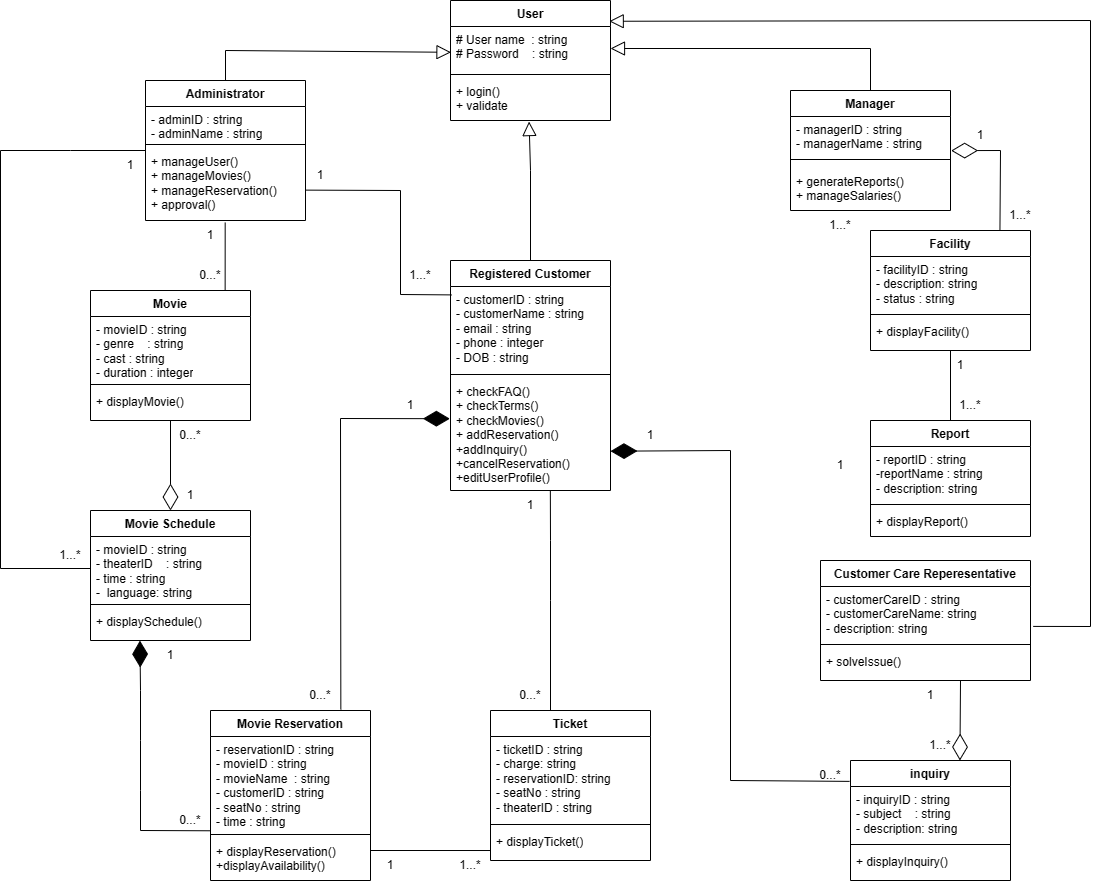 User
# User name : string
# Password : string
+ login()
+ validate
Administrator
- adminID : string
- adminName : string
+ manageUser()
+ manageMovies()
+ manageReservation()
+ approval()
Manager
- managerID : string
- managerName : string
+ generateReports()
+ manageSalaries()
1
1
1
1
1...*
1...*
1
0...*
1...*
Facility
- facilityID : string
- description: string
- status : string
+ displayFacility()
Registered Customer
- customerID : string
- customerName : string
- email : string
- phone : integer
- DOB : string
+ checkFAQ()
+ checkTerms()
+ checkMovies()
+ addReservation()
+addInquiry()
+cancelReservation()
+editUserProfile()
Movie
- movieID : string
- genre : string
- cast : string
- duration : integer
+ displayMovie()
1
1...*
1
0...*
1
Report
- reportID : string
-reportName : string
- description: string
+ displayReport()
1
1
1
Movie Schedule
- movieID : string
- theaterID : string
- time : string
- language: string
+ displaySchedule()
1...*
1
Customer Care Reperesentative
- customerCareID : string
- customerCareName: string
- description: string
+ solveIssue()
0...*
0...*
1
1...*
0...*
Movie Reservation
- reservationID : string
- movieID : string
- movieName : string
- customerID : string
- seatNo : string
- time : string
+ displayReservation()
+displayAvailability()
0...*
1
1...*
Ticket
- ticketID : string
- charge: string
- reservationID: string
- seatNo : string
- theaterID : string
+ displayTicket()
inquiry
- inquiryID : string
- subject : string
- description: string
+ displayInquiry()